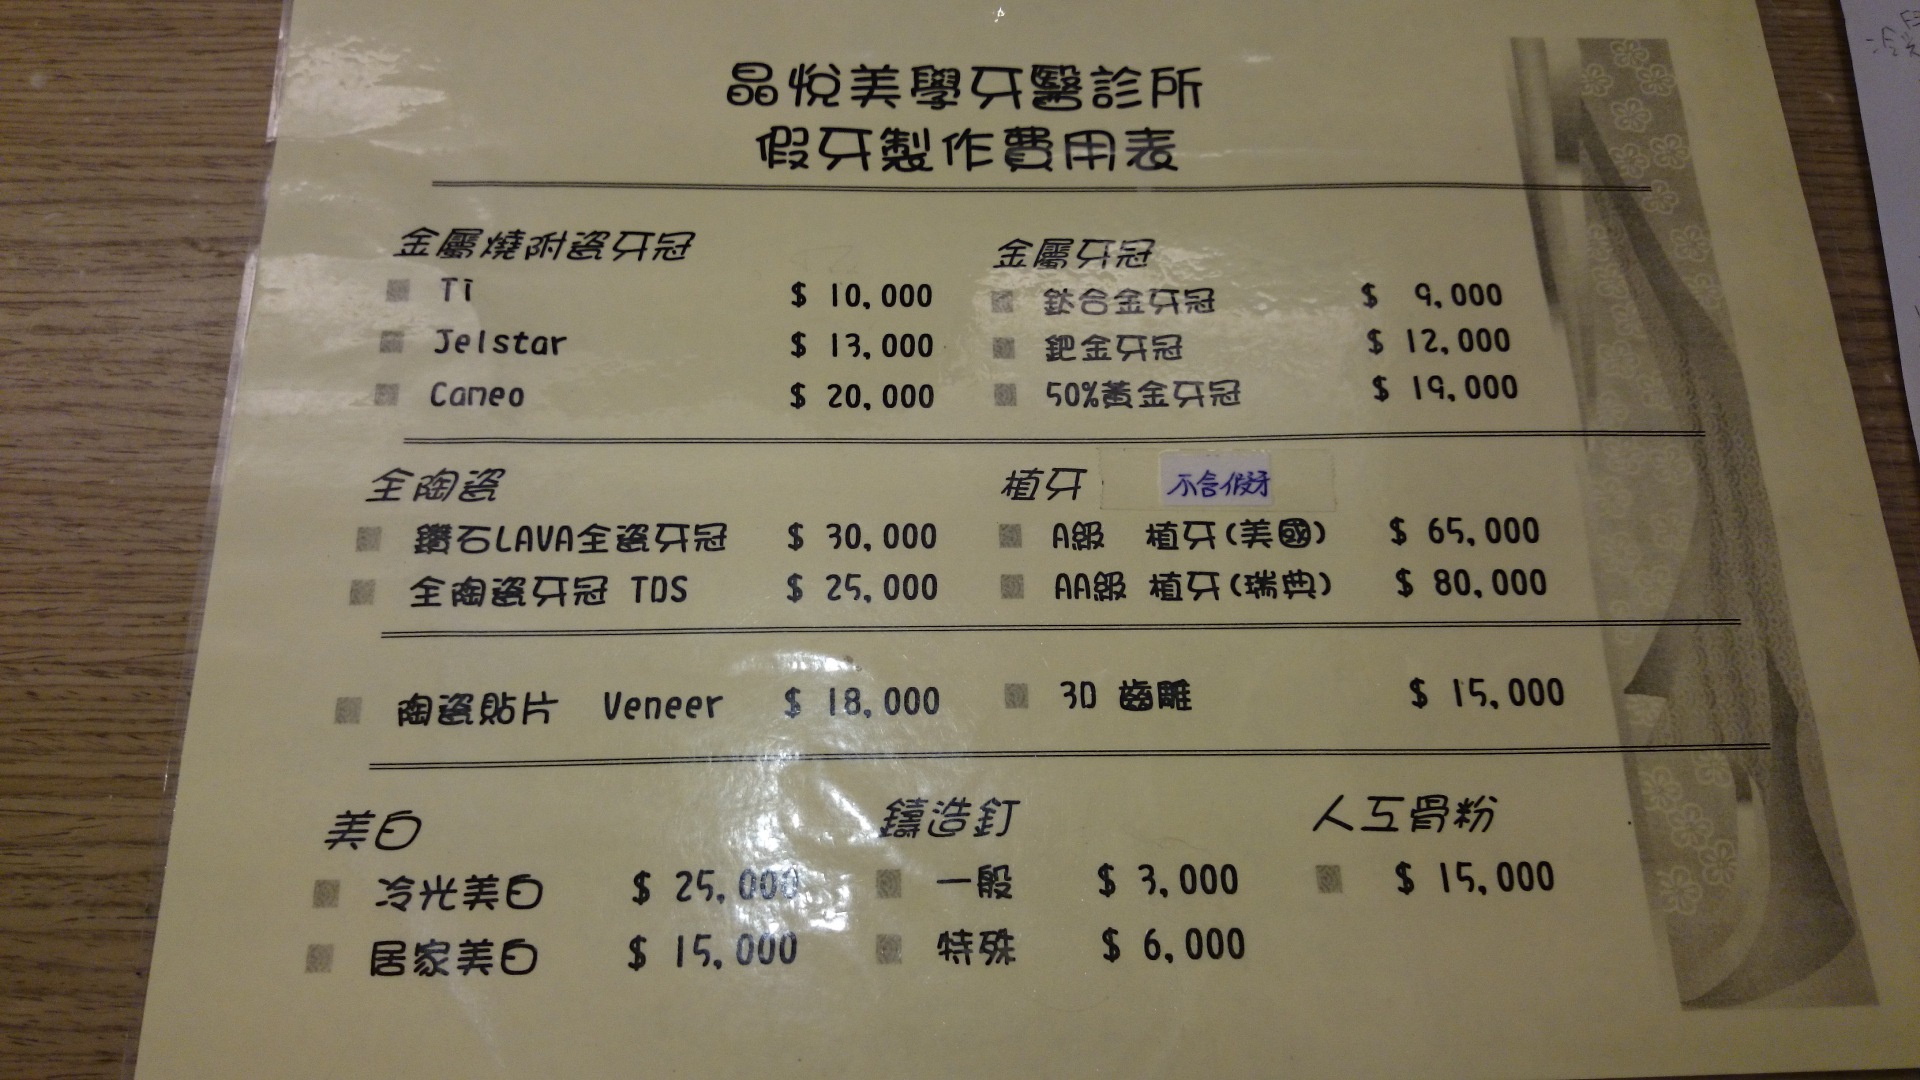 晶悅美學牙醫診所
假牙製作費用表
金屬燒附瓷牙冠
Ti $ 10,000
Jelstar $ 13,000
Cameo $ 20,000
金屬牙冠
鈦合金牙冠 $ 9,000
鈀金牙冠 $ 12,000
50%黃金牙冠 $ 19,000
全陶瓷
鑽石LAVA全瓷牙冠 $ 30,000
全陶瓷牙冠 TDS $ 25,000
植牙 不含假牙
A級 植牙(美國) $ 65,000
AA級 植牙(瑞典) $ 80,000
陶瓷貼片 Veneer $ 18,000
3D 齒雕 $ 15,000
美白
冷光美白 $ 25,000
居家美白 $ 15,000
鑄造釘
一般 $ 3,000
特殊 $ 6,000
人工骨粉
$ 15,000